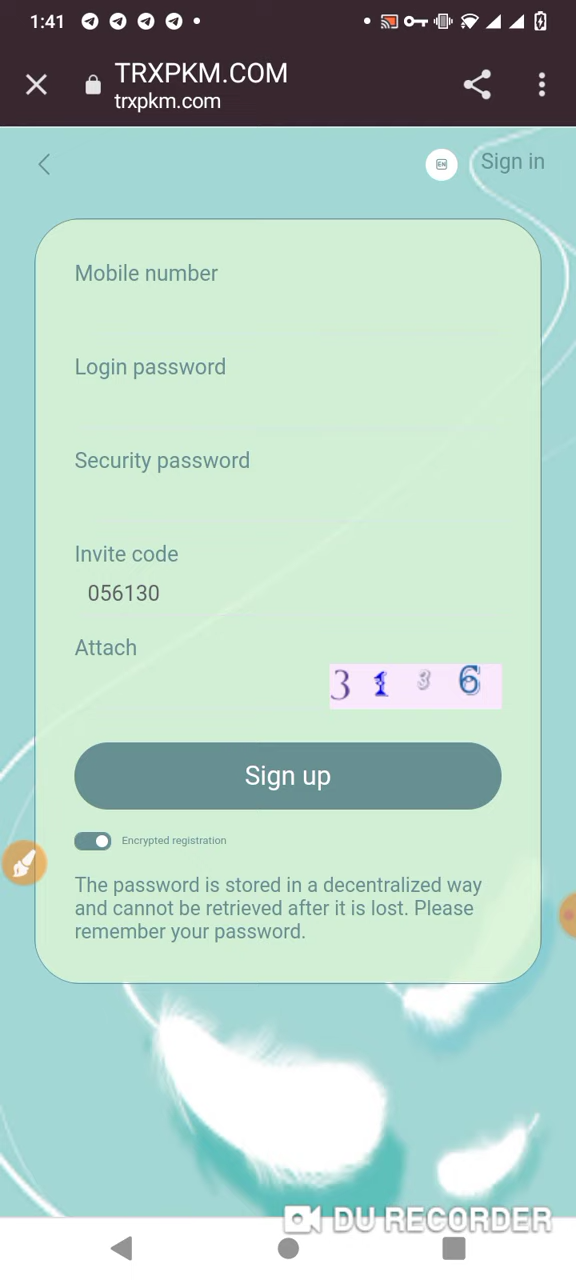 1:41
TRXPKM.COM
trxpkm.com
EN
Sign in
Mobile number
Login password
Security password
Invite code
056130
Attach
3 1 3 6
Sign up
Encrypted registration
The password is stored in a decentralized way
and cannot be retrieved after it is lost. Please
remember your password.
DU RECORDER